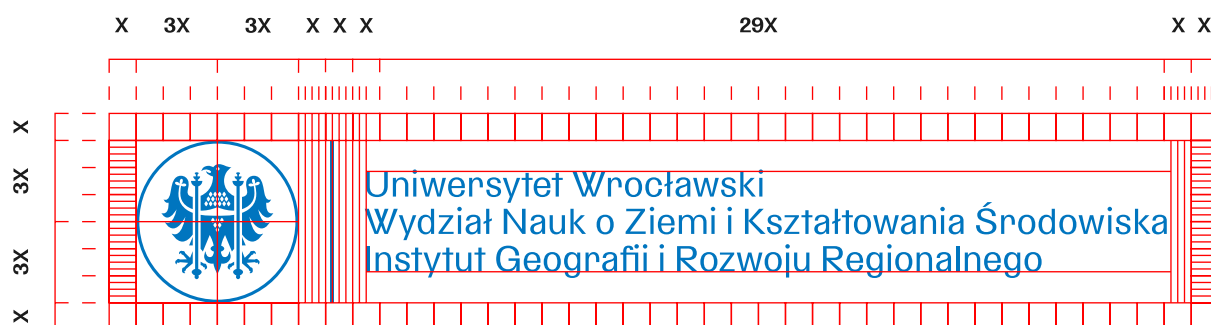 X 3X 3X X X X 29X X X
X
3X
3X
X
Uniwersytet Wrocławski
Wydział Nauk o Ziemi i Kształtowania Środowiska
Instytut Geografii i Rozwoju Regionalnego